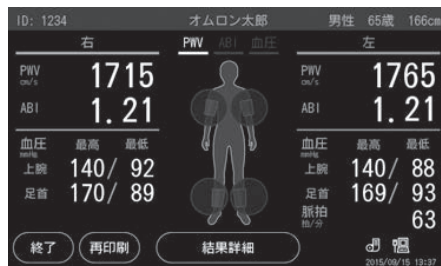 ID: 1234 オムロン太郎 男性 65歳 166cm
右 PWV ABI 血圧 左
PWV cm/s 1715 PWV cm/s 1765
ABI 1.21 ABI 1.21
血圧 mmHg 最高 最低 血圧 mmHg 最高 最低
上腕 140/ 92 上腕 140/ 88
足首 170/ 89 足首 169/ 93
脈拍 拍/分 63
終了 再印刷 結果詳細
2015/09/15 13:37